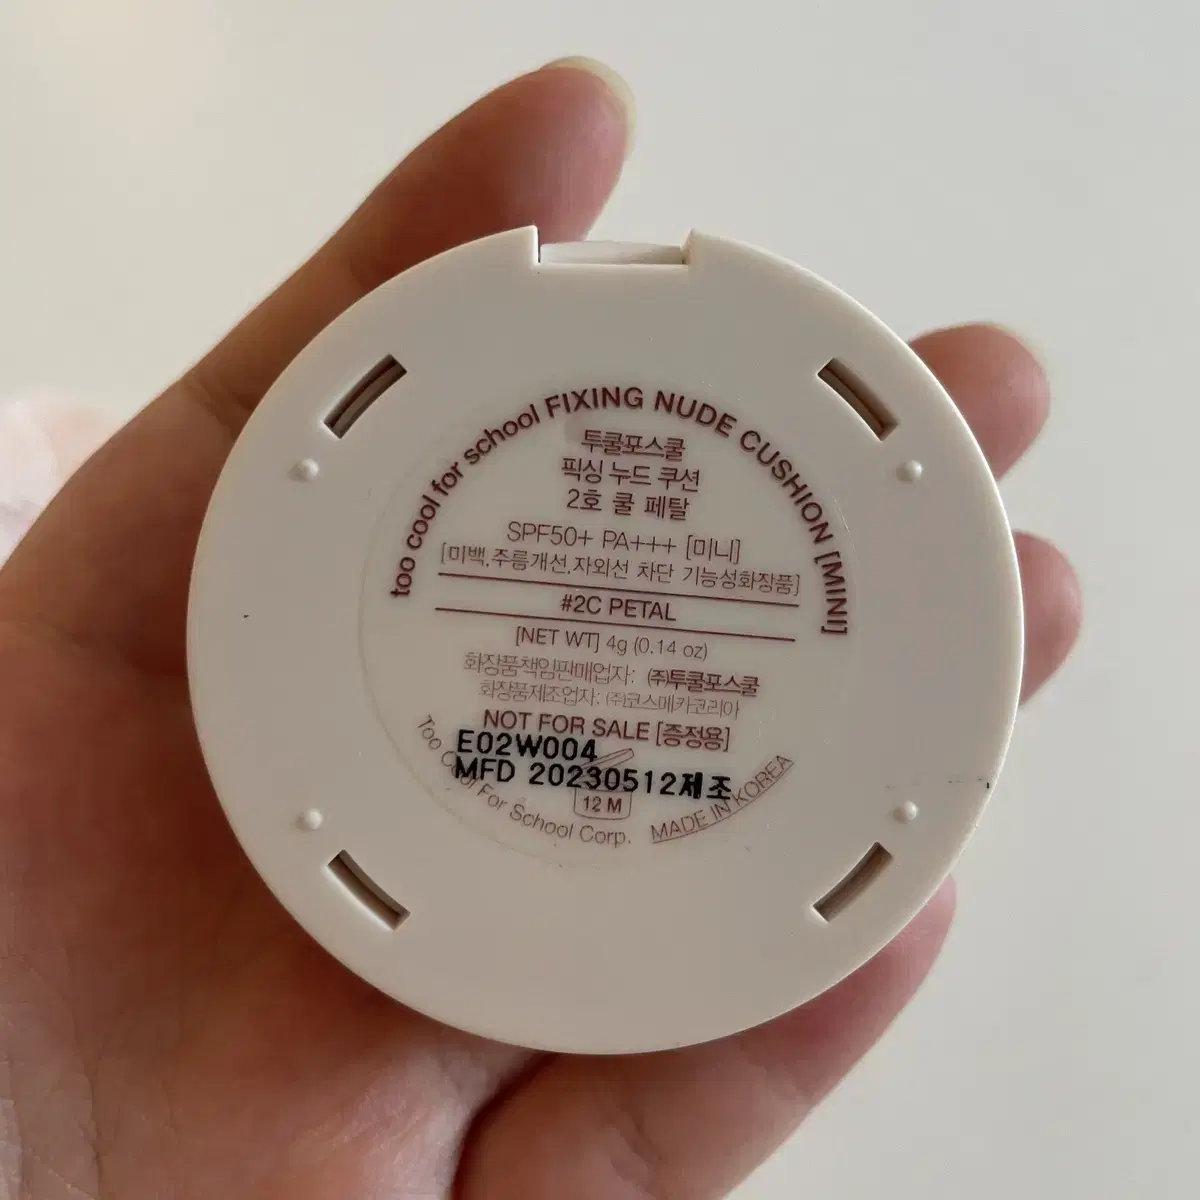 too cool for school FIXING NUDE CUSHION [MINI]
투쿨포스쿨
픽싱 누드 쿠션
2호 쿨 페탈
SPF50+ PA+++ [미니]
[미백,주름개선,자외선 차단 기능성화장품]
#2C PETAL
[NET WT] 4g (0.14 oz)
화장품책임판매업자: ㈜투쿨포스쿨
화장품제조업자: ㈜코스메카코리아
NOT FOR SALE [증정용]
E02W004
MFD 20230512제조
12 M
Too Cool For School Corp.
MADE IN KOREA